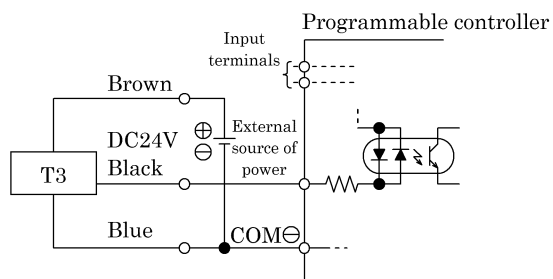 Programmable controller
Input
terminals
Brown
DC24V
⊕
⊖
External
source of
power
T3
Black
Blue
COM⊖